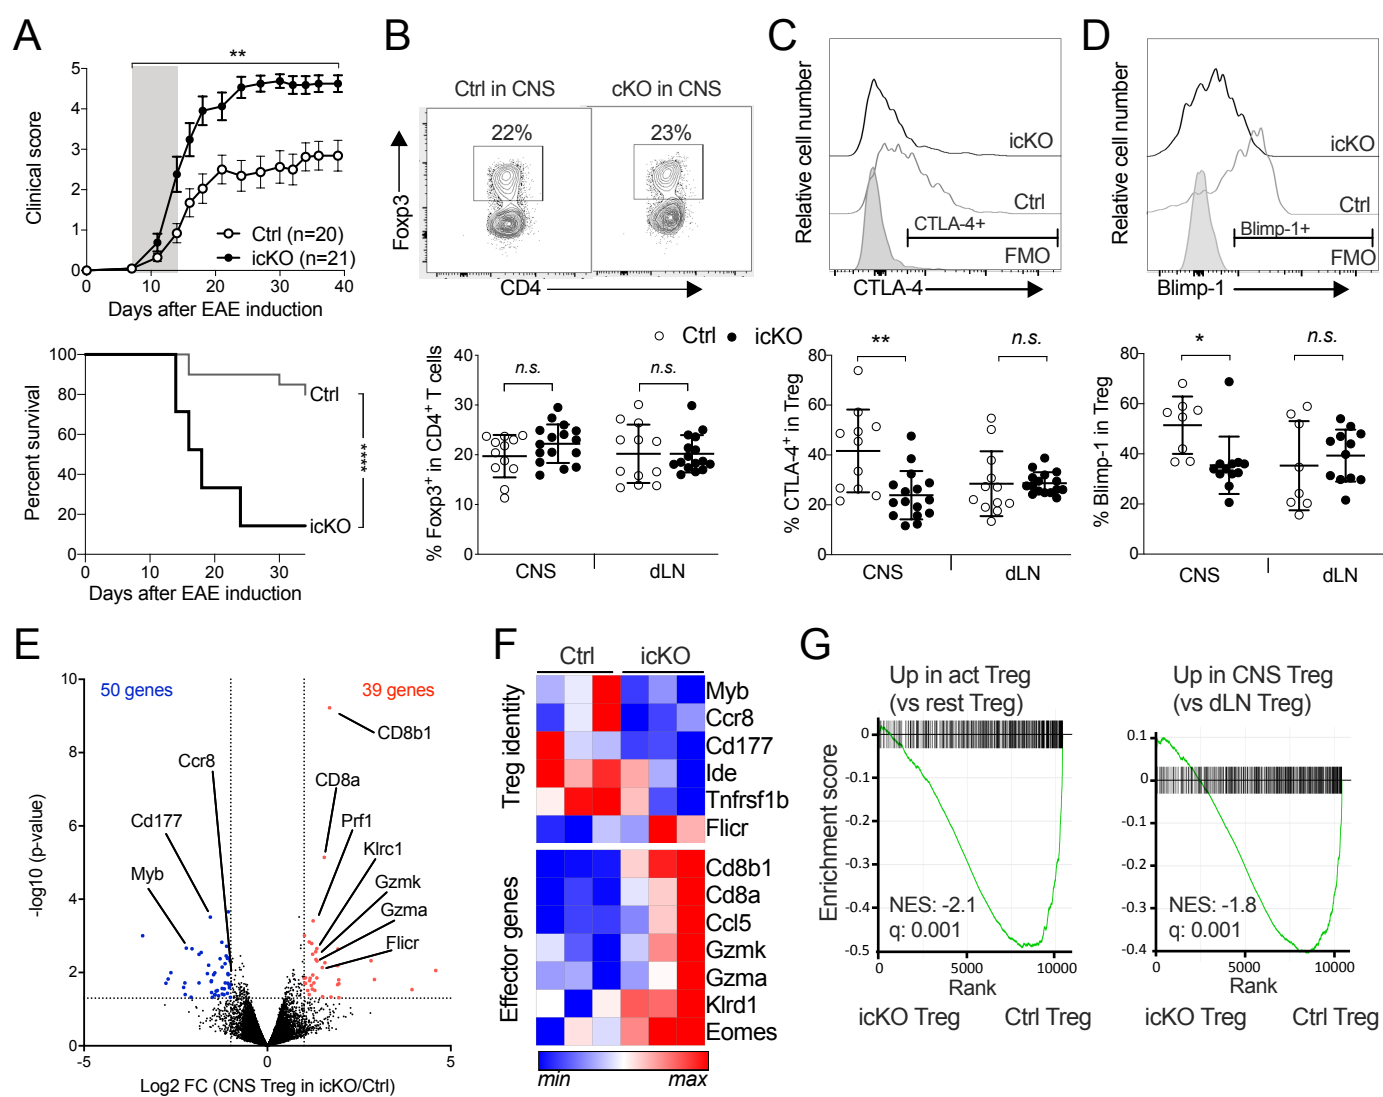 A
**
Clinical score
5
4
3
2
1
0
Ctrl (n=20)
icKO (n=21)
0 10 20 30 40
Days after EAE induction
Percent survival
100
80
60
40
20
0
Ctrl
icKO
****
0 10 20 30
Days after EAE induction
B
Ctrl in CNS
cKO in CNS
22%
23%
Foxp3
CD4
Ctrl icKO
% Foxp3+ in CD4+ T cells
40
30
20
10
0
n.s.
n.s.
CNS
dLN
C
Relative cell number
icKO
Ctrl
CTLA-4+
FMO
CTLA-4
% CTLA-4+ in Treg
80
60
40
20
0
**
n.s.
CNS
dLN
D
Relative cell number
icKO
Ctrl
Blimp-1+
FMO
Blimp-1
% Blimp-1 in Treg
80
60
40
20
0
*
n.s.
CNS
dLN
E
-log10 (p-value)
10
8
6
4
2
0
50 genes
39 genes
CD8b1
Ccr8
CD8a
Cd177
Prf1
Klrc1
Myb
Gzmk
Gzma
Flicr
-5 0 5
Log2 FC (CNS Treg in icKO/Ctrl)
F
Ctrl
icKO
Treg identity
Myb
Ccr8
Cd177
Ide
Tnfrsf1b
Flicr
Effector genes
Cd8b1
Cd8a
Ccl5
Gzmk
Gzma
Klrd1
Eomes
min
max
G
Up in act Treg
(vs rest Treg)
Enrichment score
0
-0.1
-0.2
-0.3
-0.4
-0.5
NES: -2.1
q: 0.001
0 5000 10000
Rank
icKO Treg
Ctrl Treg
Up in CNS Treg
(vs dLN Treg)
0.1
0
-0.1
-0.2
-0.3
-0.4
NES: -1.8
q: 0.001
0 5000 10000
Rank
icKO Treg
Ctrl Treg